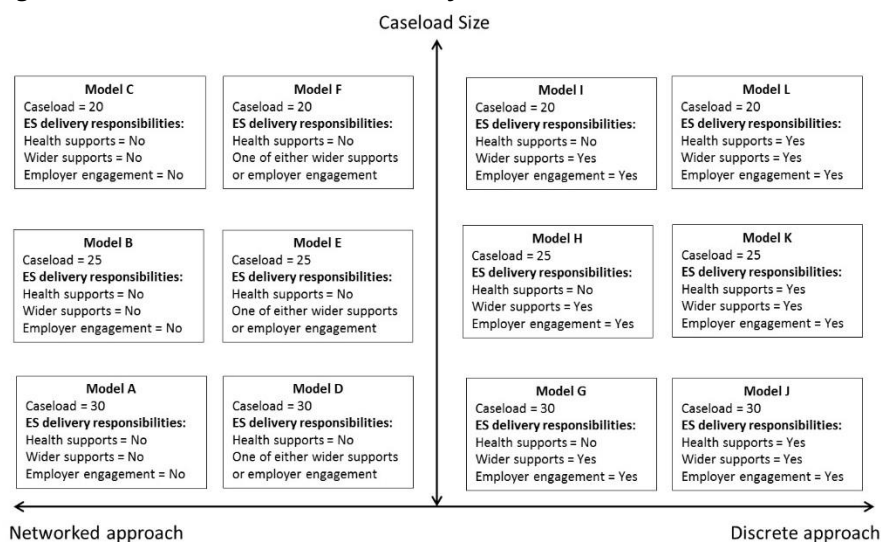 Caseload Size
Model C
Caseload = 20
ES delivery responsibilities:
Health supports = No
Wider supports = No
Employer engagement = No
Model F
Caseload = 20
ES delivery responsibilities:
Health supports = No
One of either wider supports
or employer engagement
Model I
Caseload = 20
ES delivery responsibilities:
Health supports = No
Wider supports = Yes
Employer engagement = Yes
Model L
Caseload = 20
ES delivery responsibilities:
Health supports = Yes
Wider supports = Yes
Employer engagement = Yes
Model B
Caseload = 25
ES delivery responsibilities:
Health supports = No
Wider supports = No
Employer engagement = No
Model E
Caseload = 25
ES delivery responsibilities:
Health supports = No
One of either wider supports
or employer engagement
Model H
Caseload = 25
ES delivery responsibilities:
Health supports = No
Wider supports = Yes
Employer engagement = Yes
Model K
Caseload = 25
ES delivery responsibilities:
Health supports = Yes
Wider supports = Yes
Employer engagement = Yes
Model A
Caseload = 30
ES delivery responsibilities:
Health supports = No
Wider supports = No
Employer engagement = No
Model D
Caseload = 30
ES delivery responsibilities:
Health supports = No
One of either wider supports
or employer engagement
Model G
Caseload = 30
ES delivery responsibilities:
Health supports = No
Wider supports = Yes
Employer engagement = Yes
Model J
Caseload = 30
ES delivery responsibilities:
Health supports = Yes
Wider supports = Yes
Employer engagement = Yes
Networked approach
Discrete approach